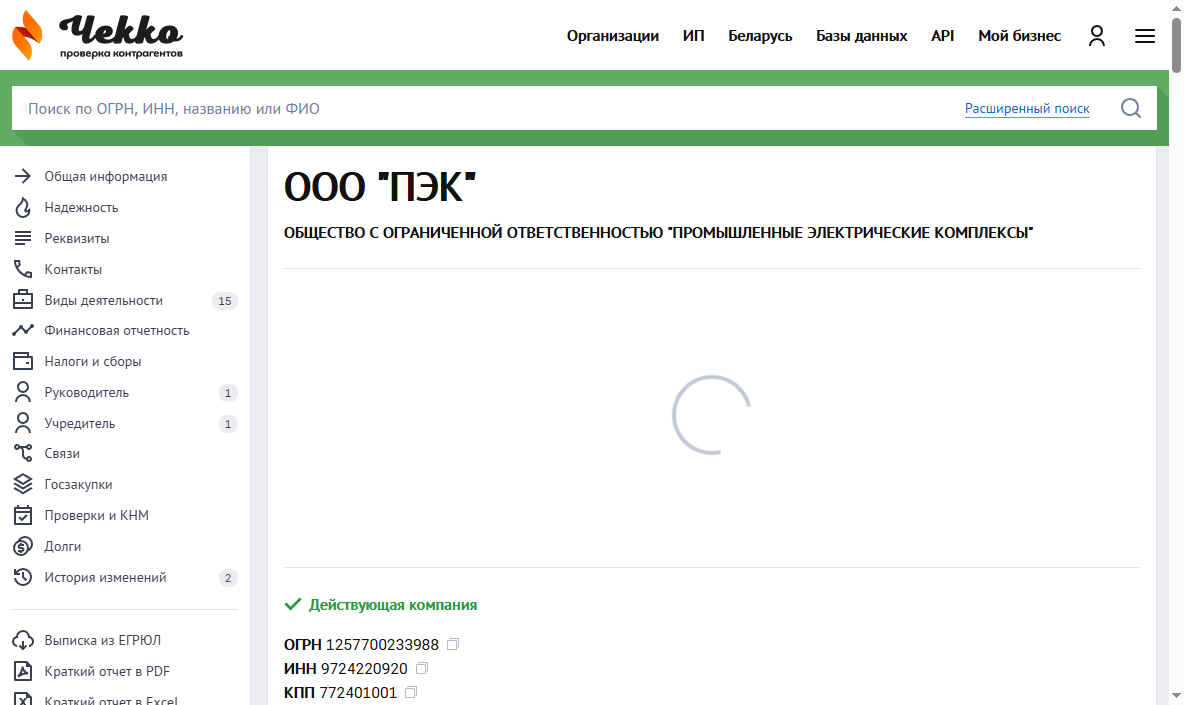 Чекко
проверка контрагентов
Организации ИП Беларусь Базы данных API Мой бизнес
Поиск по ОГРН, ИНН, названию или ФИО Расширенный поиск
Общая информация
Надежность
Реквизиты
Контакты
Виды деятельности 15
Финансовая отчетность
Налоги и сборы
Руководитель 1
Учредитель 1
Связи
Госзакупки
Проверки и КНМ
Долги
История изменений 2
Выписка из ЕГРЮЛ
Краткий отчет в PDF
Краткий отчет в Excel
ООО "ПЭК"
ОБЩЕСТВО С ОГРАНИЧЕННОЙ ОТВЕТСТВЕННОСТЬЮ "ПРОМЫШЛЕННЫЕ ЭЛЕКТРИЧЕСКИЕ КОМПЛЕКСЫ"
Действующая компания
ОГРН 1257700233988
ИНН 9724220920
КПП 772401001